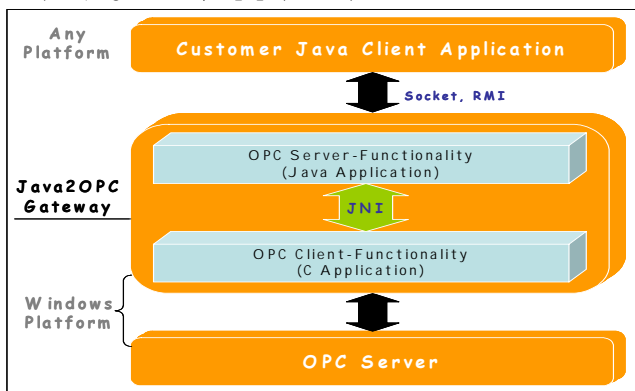 Any
Platform
Customer Java Client Application
Socket, RMI
OPC Server-Functionality
(Java Application)
Java2OPC
Gateway
JNI
OPC Client-Functionality
(C Application)
Windows
Platform
OPC Server